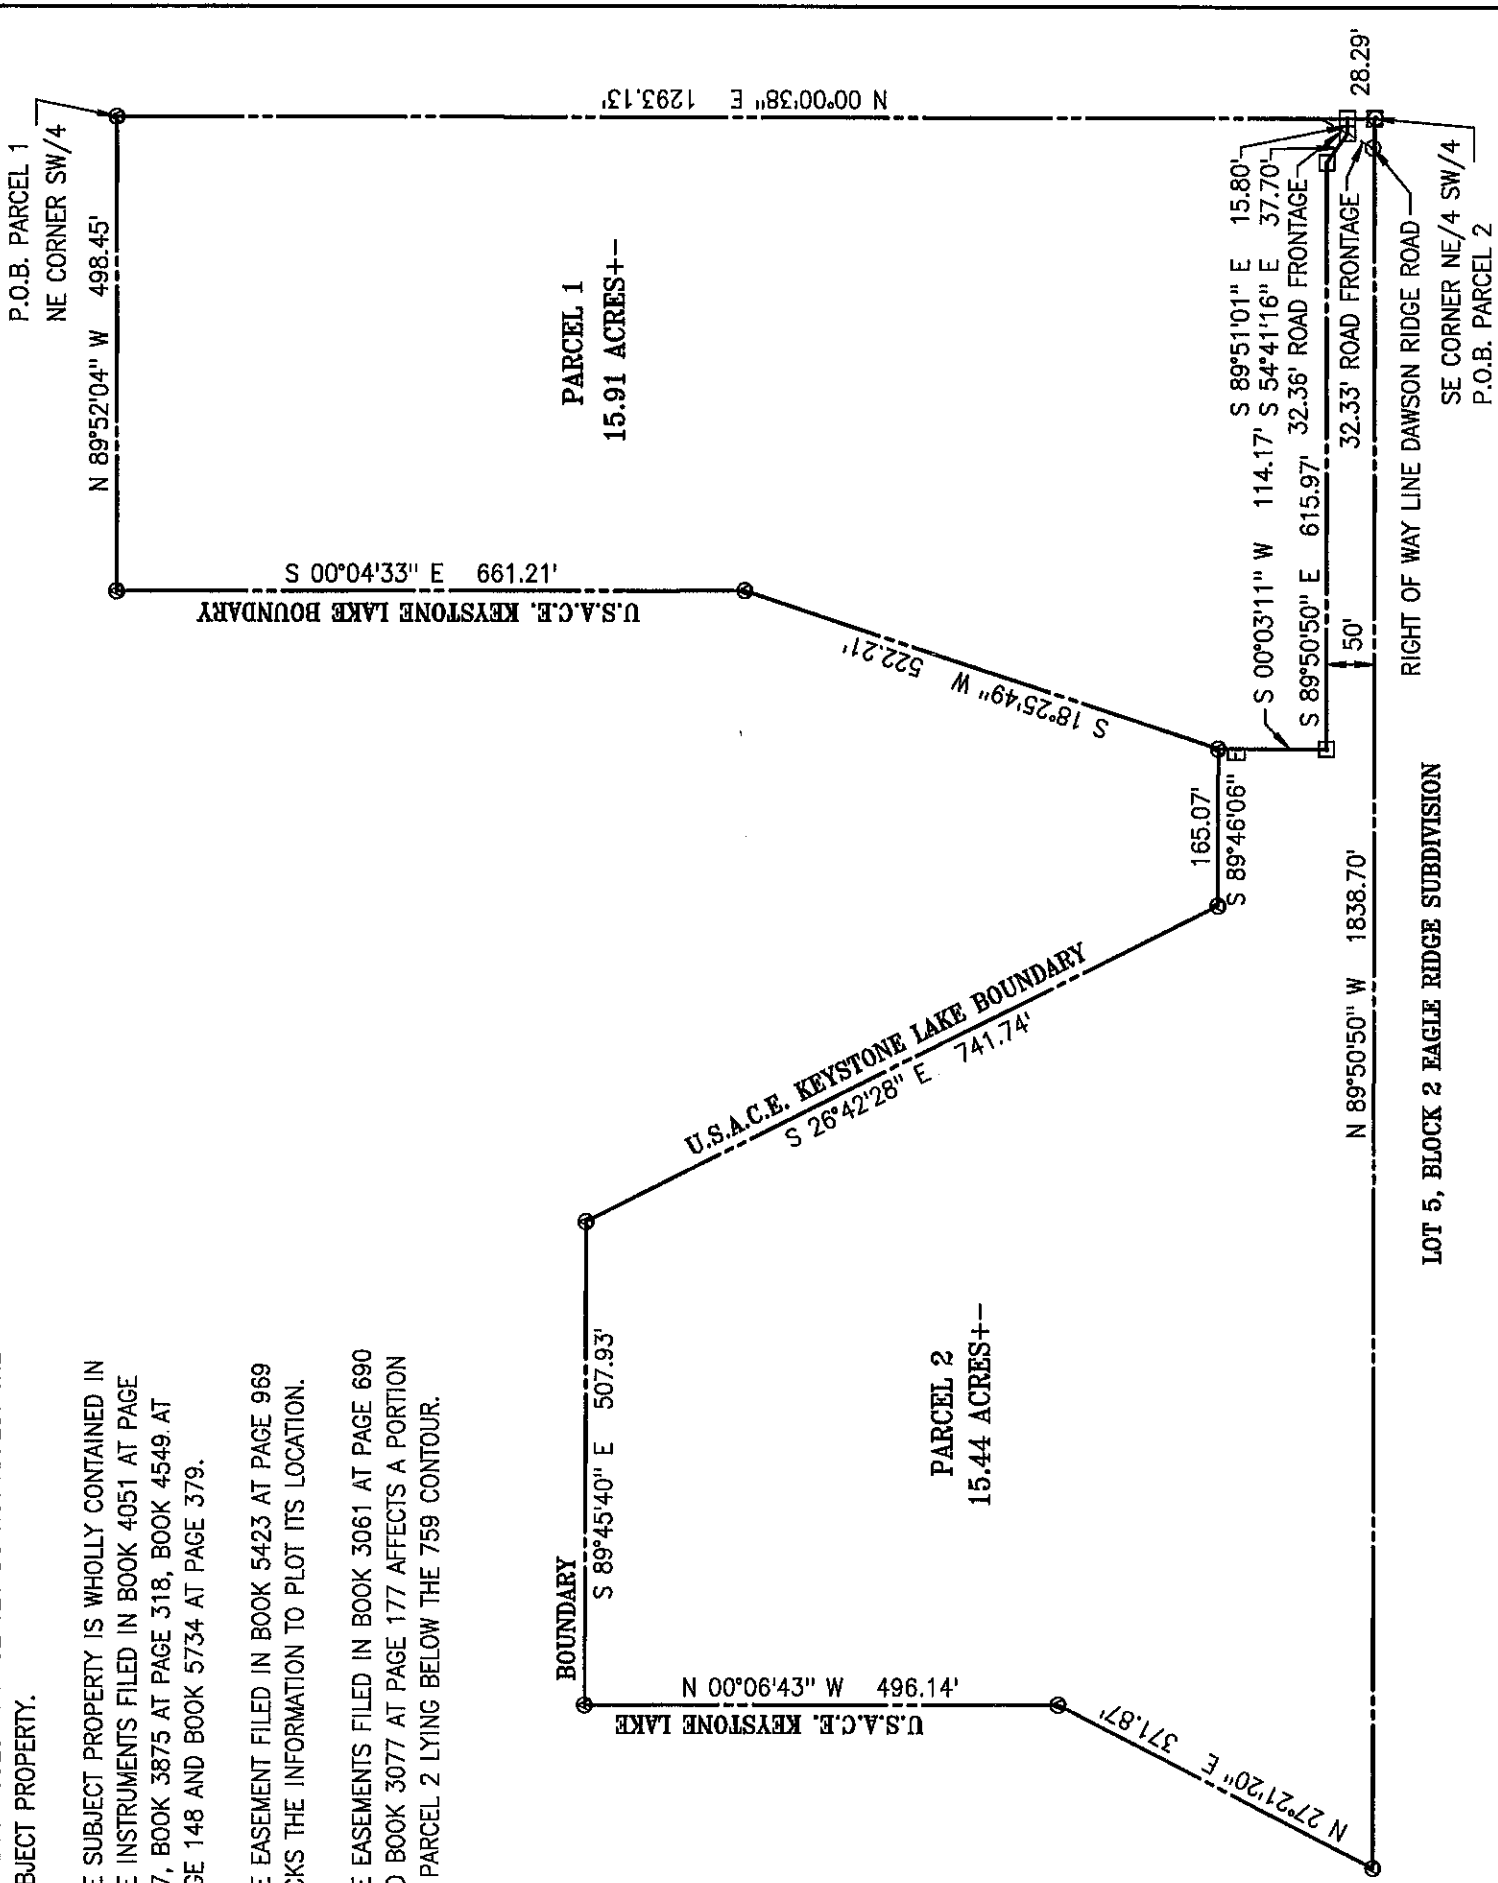 P.O.B. PARCEL 1
NE CORNER SW/4
N 89°52'04" W 498.45'
N 00°00'38" E 1293.13'
PARCEL 1
15.91 ACRES+-
S 00°04'33" E 661.21'
U.S.A.C.E. KEYSTONE LAKE BOUNDARY
S 18°25'49" W 522.21'
S 89°51'01" E 15.80'
S 00°03'11" W 114.17'
S 54°41'16" E 37.70'
32.36' ROAD FRONTAGE
S 89°50'50" E 615.97'
32.33' ROAD FRONTAGE
50'
28.29'
RIGHT OF WAY LINE DAWSON RIDGE ROAD
SE CORNER NE/4 SW/4
P.O.B. PARCEL 2
165.07'
S 89°46'06" E
U.S.A.C.E. KEYSTONE LAKE BOUNDARY
S 26°42'28" E 741.74'
N 89°50'50" W 1838.70'
LOT 5, BLOCK 2 EAGLE RIDGE SUBDIVISION
S 89°45'40" E 507.93'
BOUNDARY
PARCEL 2
15.44 ACRES+-
N 00°06'43" W 496.14'
U.S.A.C.E. KEYSTONE LAKE
N 27°21'20" E 371.87'
BJECT PROPERTY.
E SUBJECT PROPERTY IS WHOLLY CONTAINED IN
E INSTRUMENTS FILED IN BOOK 4051 AT PAGE
7, BOOK 3875 AT PAGE 318, BOOK 4549 AT
GE 148 AND BOOK 5734 AT PAGE 379.
E EASEMENT FILED IN BOOK 5423 AT PAGE 969
CKS THE INFORMATION TO PLOT ITS LOCATION.
E EASEMENTS FILED IN BOOK 3061 AT PAGE 690
D BOOK 3077 AT PAGE 177 AFFECTS A PORTION
PARCEL 2 LYING BELOW THE 759 CONTOUR.